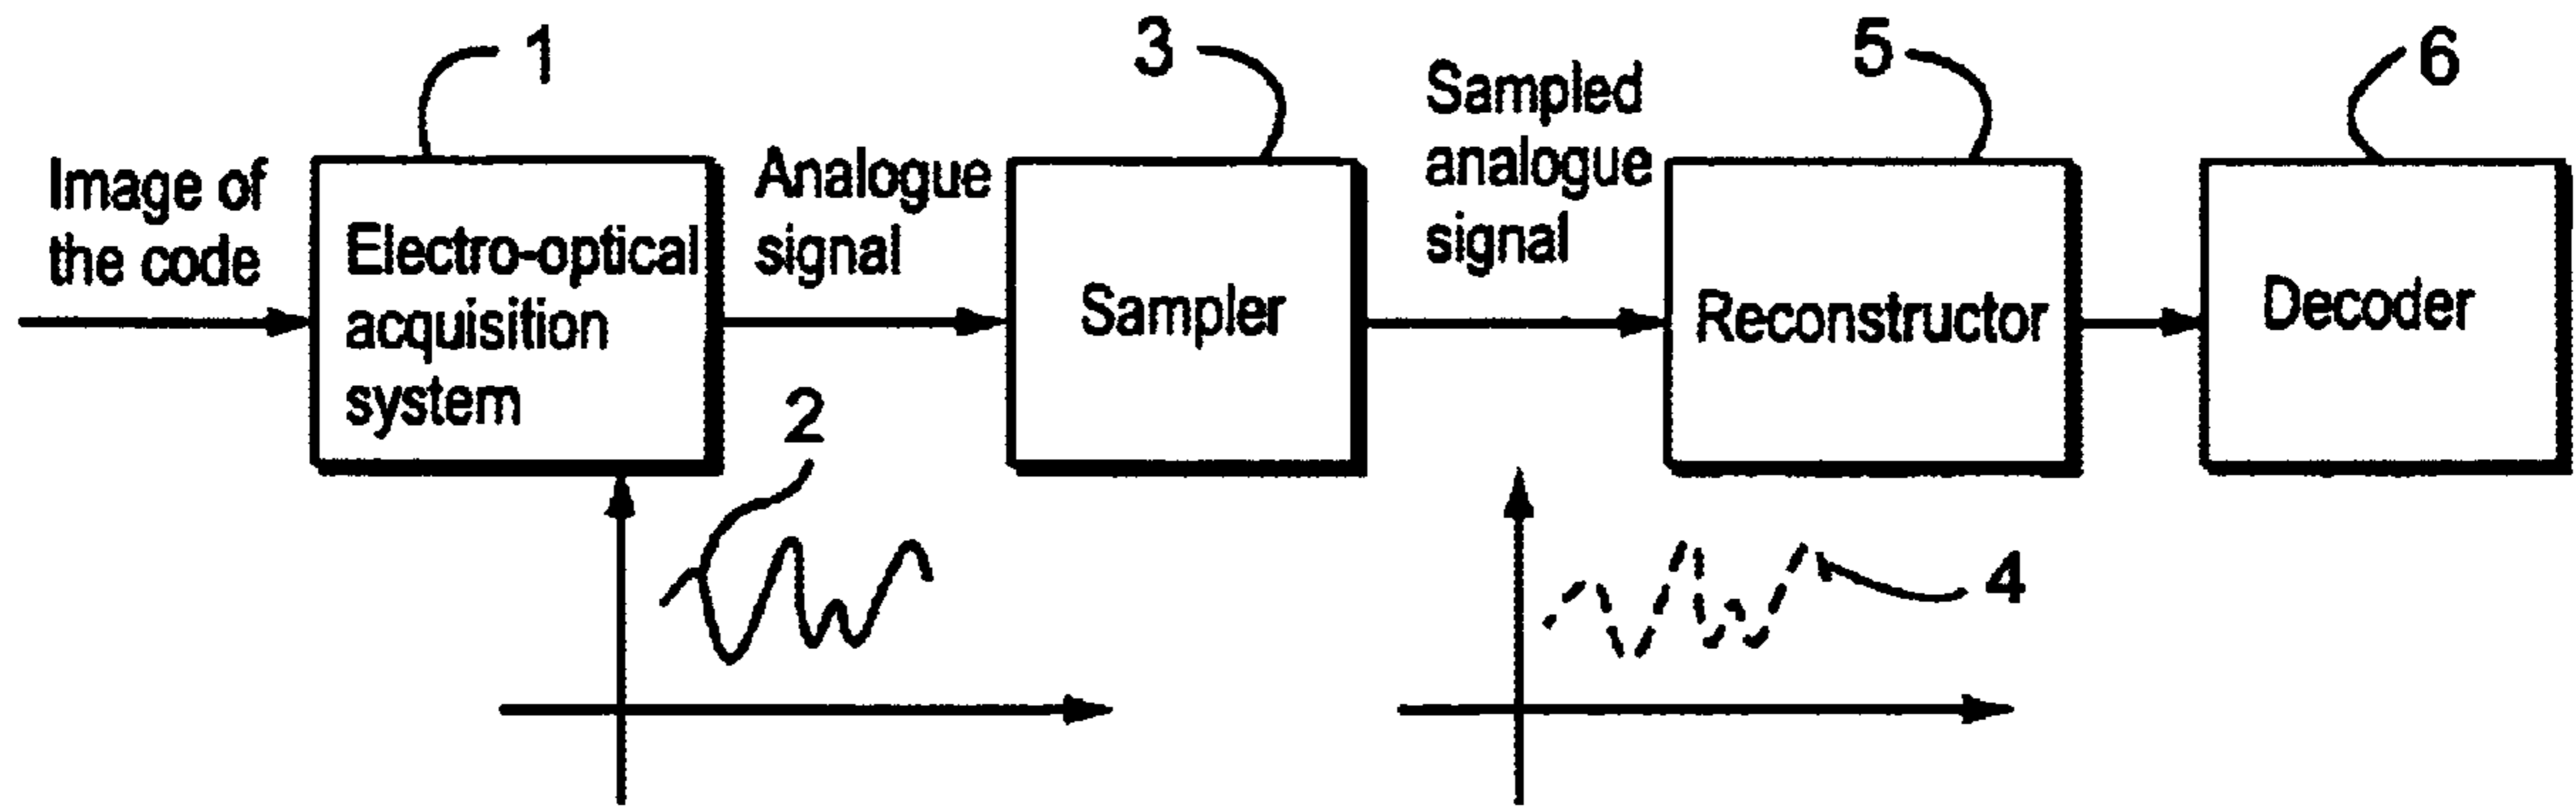 1
3
5
6
Image of
the code
Electro-optical
acquisition
system
Analogue
signal
Sampler
Sampled
analogue
signal
Reconstructor
Decoder
2
4